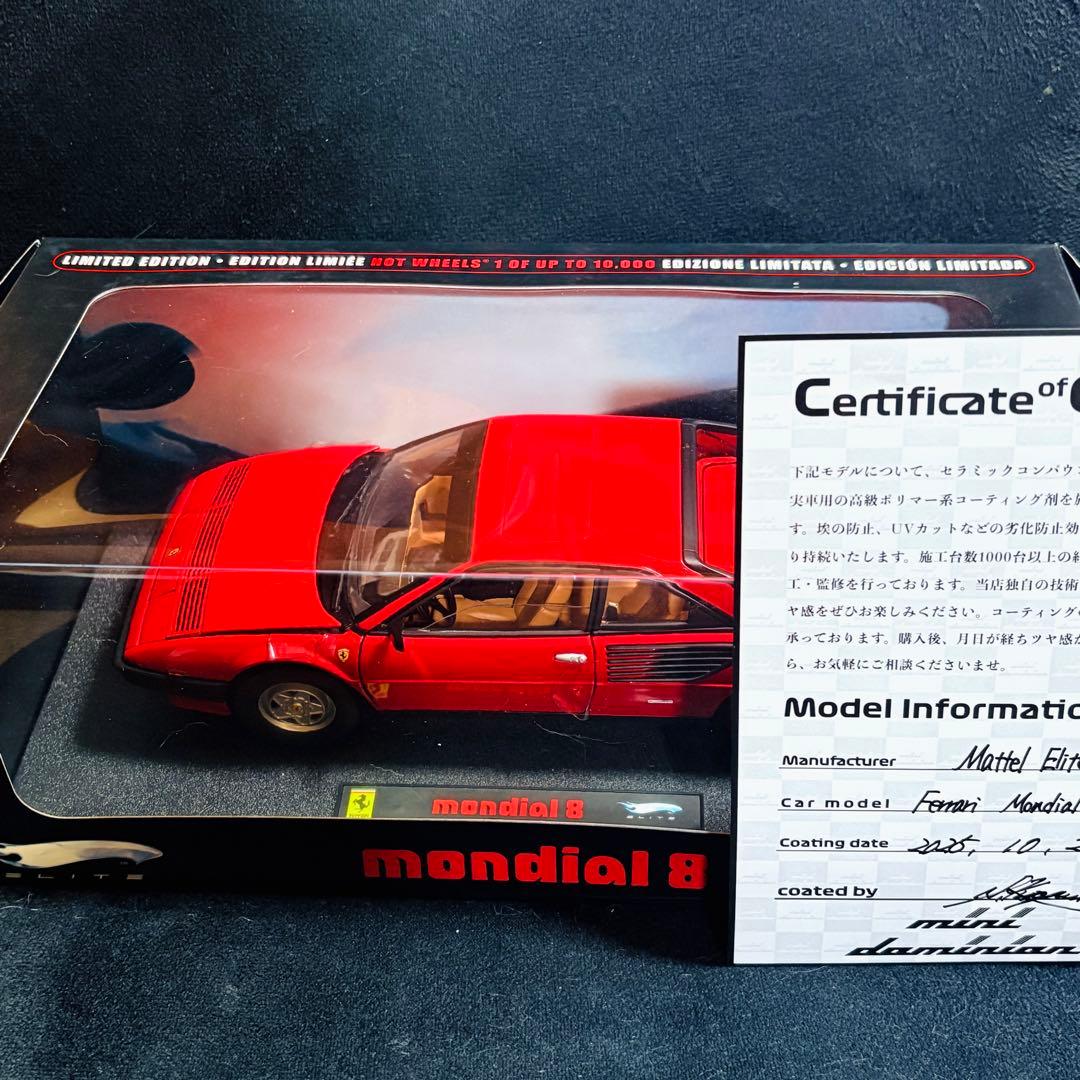 LIMITED EDITION • EDITION LIMIÉE HOT WHEELS® 1 OF UP TO 10,000 EDIZIONE LIMITATA • EDICIÓN LIMITADA
Ferrari
mondial 8
ELITE
ELITE
mondial 8
Certificate of
下記モデルについて、セラミックコンパウ
実車用の高級ポリマー系コーティング剤を
す。埃の防止、UVカットなどの劣化防止効
り持続いたします。施工台数1000台以上の
工・監修を行っております。当店独自の技術
ヤ感をぜひお楽しみください。コーティング
承っております。購入後、月日が経ちツヤ感
ら、お気軽にご相談くださいませ。
Model Informatio
Manufacturer Mattel Elite
Car model Ferrari Mondial
Coating date 2025, 10, 2
coated by
mini
daminian